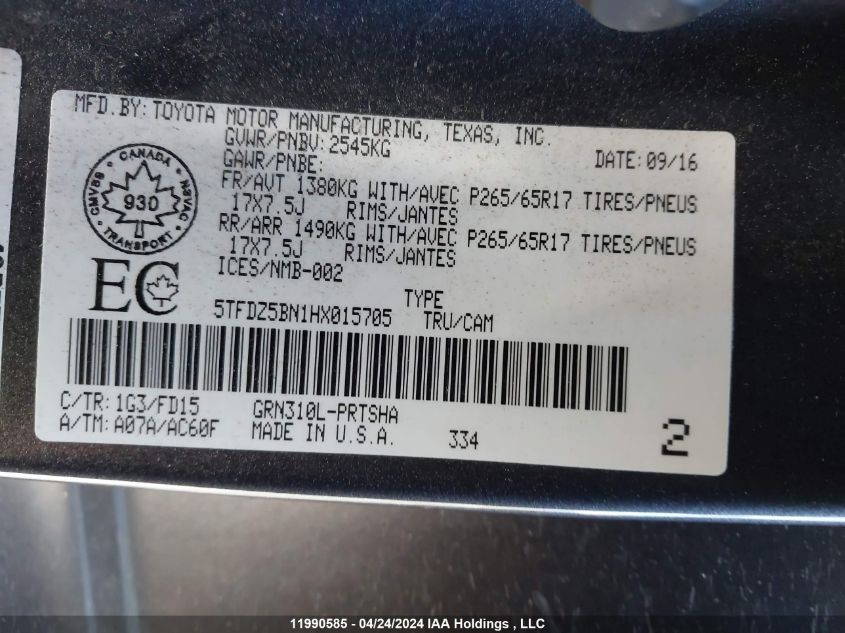 MFD. BY: TOYOTA MOTOR MANUFACTURING, TEXAS, INC.
GVWR/PNBV: 2545KG DATE: 09/16
GAWR/PNBE:
FR/AVT 1380KG WITH/AVEC P265/65R17 TIRES/PNEUS
17X7.5J RIMS/JANTES
RR/ARR 1490KG WITH/AVEC P265/65R17 TIRES/PNEUS
17X7.5J RIMS/JANTES
ICES/NMB-002
CANADA
CMVSS 930 NSVAC
TRANSPORT
EC
TYPE
5TFDZ5BN1HX015705 TRU/CAM
C/TR: 1G3/FD15 GRN310L-PRTSHA
A/TM: A07A/AC60F MADE IN U.S.A. 334 2
11990585 - 04/24/2024 IAA Holdings , LLC